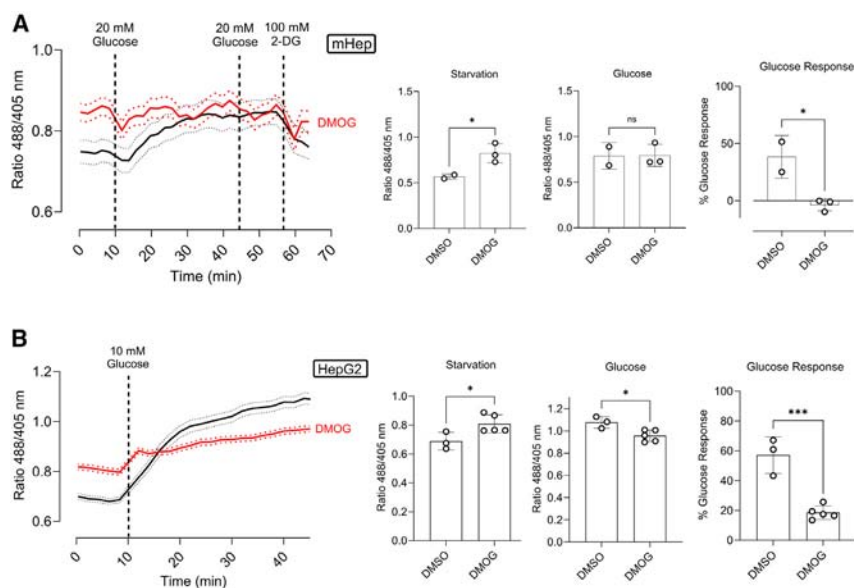 A
20 mM
Glucose
20 mM
Glucose
100 mM
2-DG
mHep
Ratio 488/405 nm
1.0
0.8
0.6
DMOG
0 10 20 30 40 50 60 70
Time (min)
Starvation
Ratio 488/405 nm
1.5
1.0
0.5
0.0
*
DMSO
DMOG
Glucose
Ratio 488/405 nm
1.5
1.0
0.5
0.0
ns
DMSO
DMOG
Glucose Response
% Glucose Response
100
50
0
*
DMSO
DMOG
B
10 mM
Glucose
HepG2
Ratio 488/405 nm
1.2
1.0
0.8
0.6
DMOG
0 10 20 30 40
Time (min)
Starvation
Ratio 488/405 nm
1.0
0.8
0.6
0.4
0.2
0.0
*
DMSO
DMOG
Glucose
Ratio 488/405 nm
1.2
1.0
0.8
0.6
0.4
0.2
0.0
*
DMSO
DMOG
Glucose Response
% Glucose Response
100
80
60
40
20
0
***
DMSO
DMOG